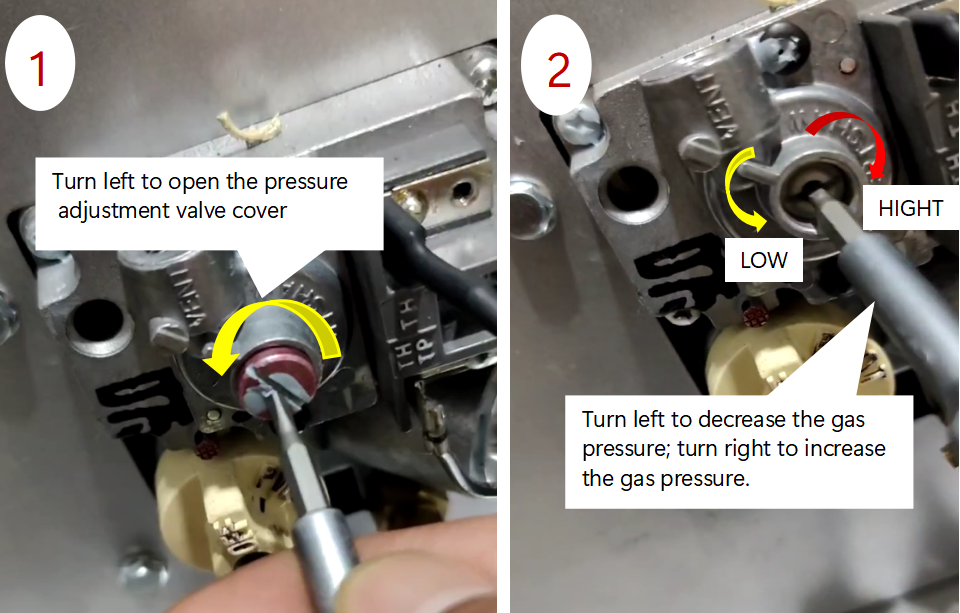 1
Turn left to open the pressure
adjustment valve cover
VENT
TH TH
TPI
2
VENT
HIGHT
LOW
Turn left to decrease the gas
pressure; turn right to increase
the gas pressure.